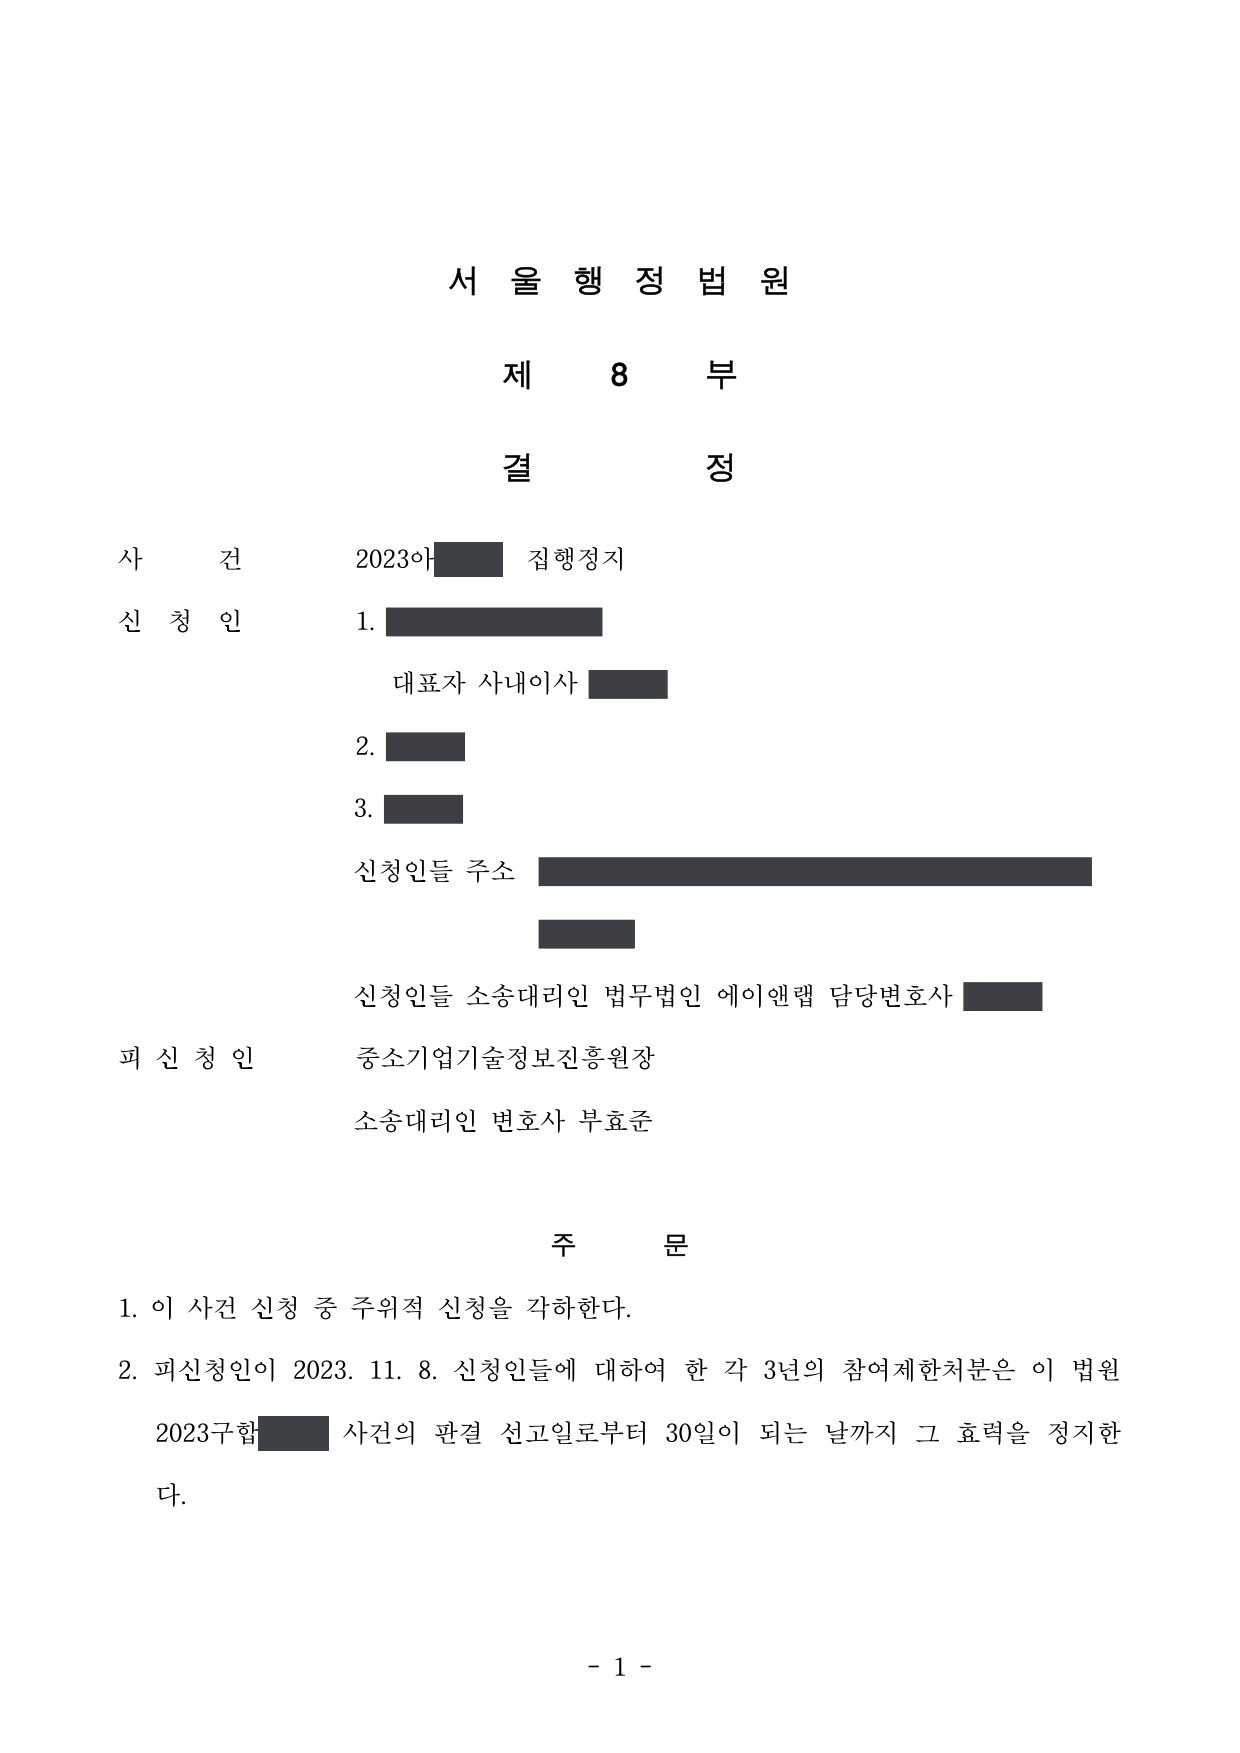 서 울 행 정 법 원
제 8 부
결 정
사 건 2023아 집행정지
신 청 인 1.
대표자 사내이사
2.
3.
신청인들 주소
신청인들 소송대리인 법무법인 에이앤랩 담당변호사
피 신 청 인 중소기업기술정보진흥원장
소송대리인 변호사 부효준
주 문
1. 이 사건 신청 중 주위적 신청을 각하한다.
2. 피신청인이 2023. 11. 8. 신청인들에 대하여 한 각 3년의 참여제한처분은 이 법원
2023구합 사건의 판결 선고일로부터 30일이 되는 날까지 그 효력을 정지한
다.
- 1 -